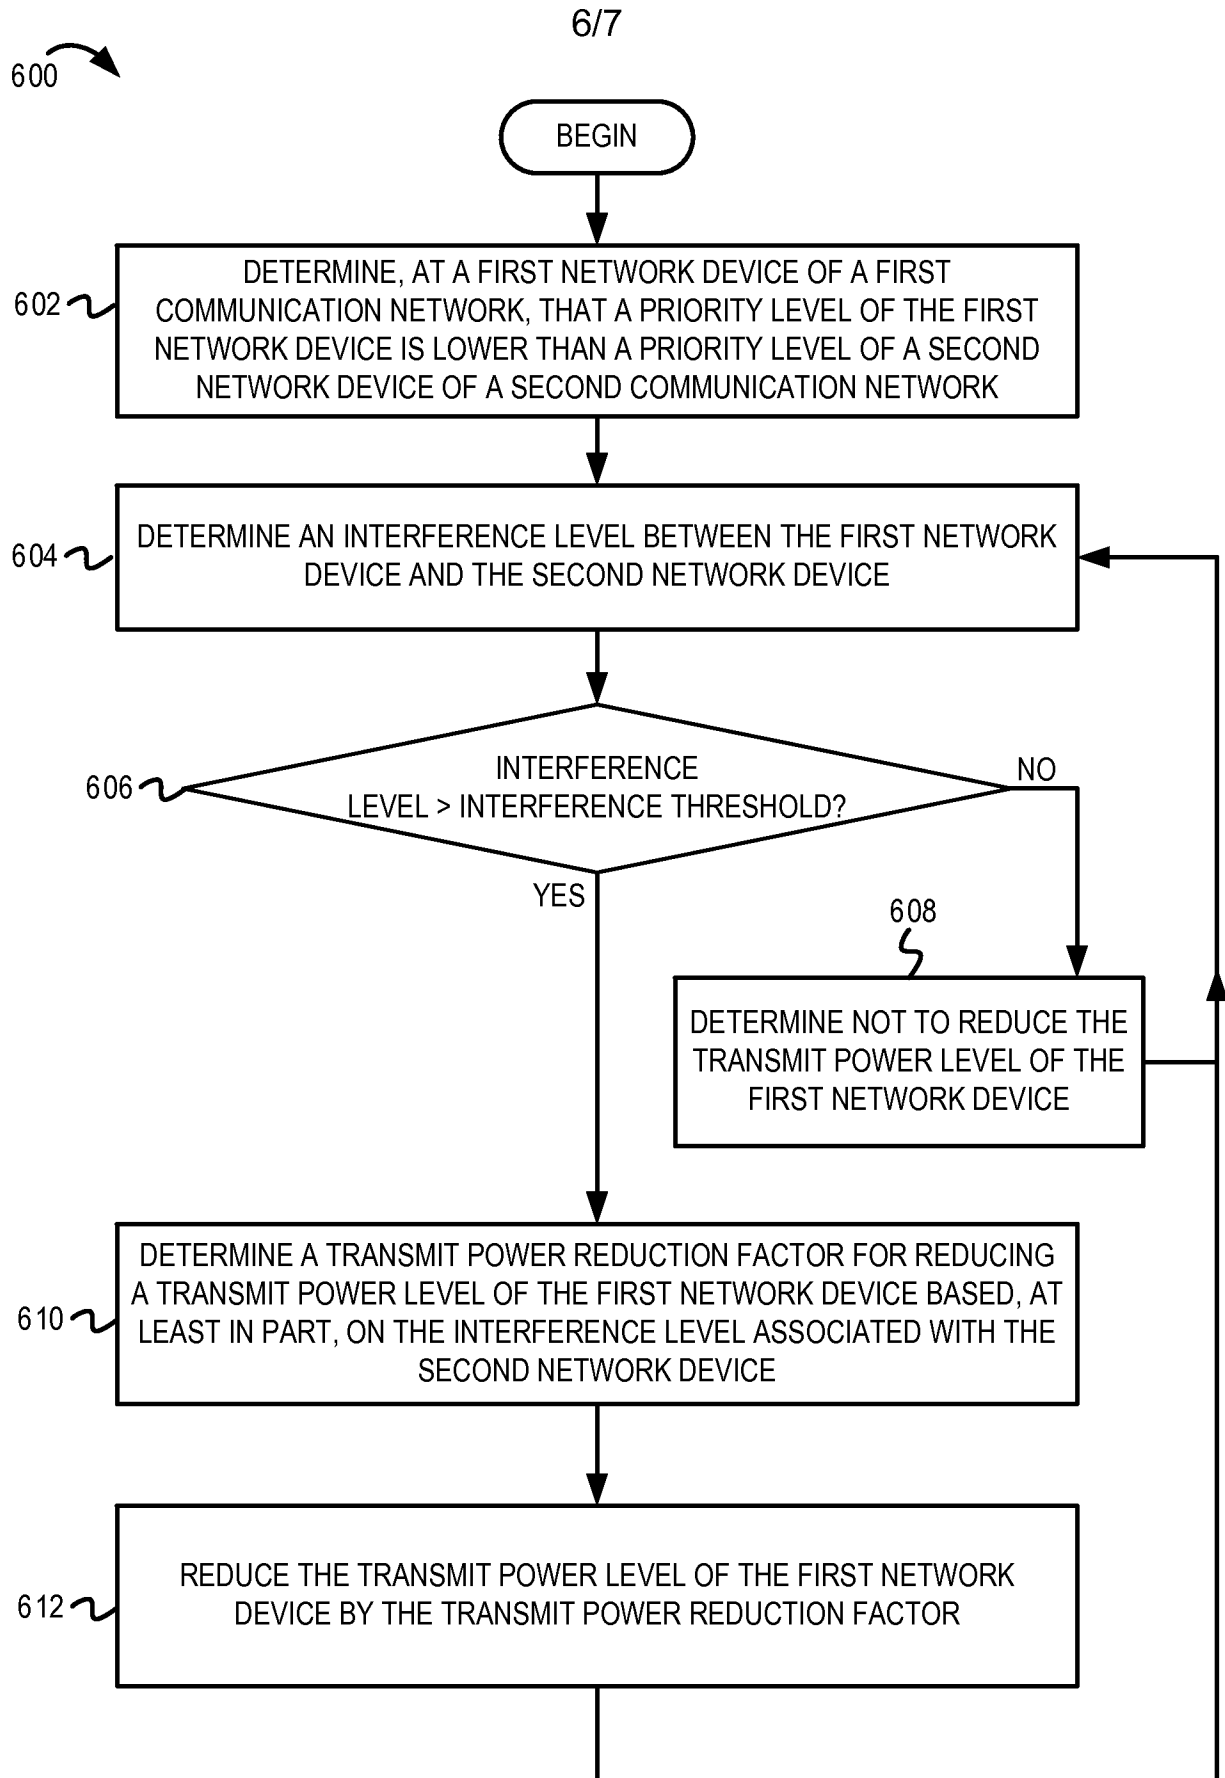 6/7
600
BEGIN
602
DETERMINE, AT A FIRST NETWORK DEVICE OF A FIRST
COMMUNICATION NETWORK, THAT A PRIORITY LEVEL OF THE FIRST
NETWORK DEVICE IS LOWER THAN A PRIORITY LEVEL OF A SECOND
NETWORK DEVICE OF A SECOND COMMUNICATION NETWORK
604
DETERMINE AN INTERFERENCE LEVEL BETWEEN THE FIRST NETWORK
DEVICE AND THE SECOND NETWORK DEVICE
606
INTERFERENCE
LEVEL > INTERFERENCE THRESHOLD?
NO
YES
608
DETERMINE NOT TO REDUCE THE
TRANSMIT POWER LEVEL OF THE
FIRST NETWORK DEVICE
610
DETERMINE A TRANSMIT POWER REDUCTION FACTOR FOR REDUCING
A TRANSMIT POWER LEVEL OF THE FIRST NETWORK DEVICE BASED, AT
LEAST IN PART, ON THE INTERFERENCE LEVEL ASSOCIATED WITH THE
SECOND NETWORK DEVICE
612
REDUCE THE TRANSMIT POWER LEVEL OF THE FIRST NETWORK
DEVICE BY THE TRANSMIT POWER REDUCTION FACTOR